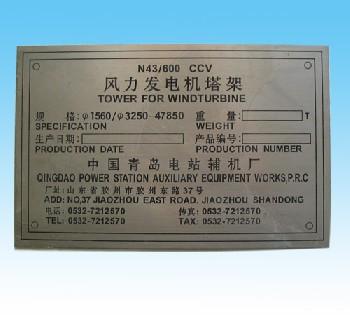 N43/600 CCV
风力发电机塔架
TOWER FOR WINDTURBINE
规 格:φ1560/φ3250-47850 重 量: T
SPECIFICATION WEIGHT
生产日期: 产品编号:
PRODUCTION DATE PRODUCTION NUMBER
中国青岛电站辅机厂
QINGDAO POWER STATION AUXILIARY EQUIPMENT WORKS,P.R.C
厂址:山东省胶州市胶州东路37号
ADD: NO,37 JIAOZHOU EAST ROAD, JIAOZHOU SHANDONG
电话: 0532-7212570 传真: 0532-7212570
TEL: 0532-7212570 TAX: 0532-7212570